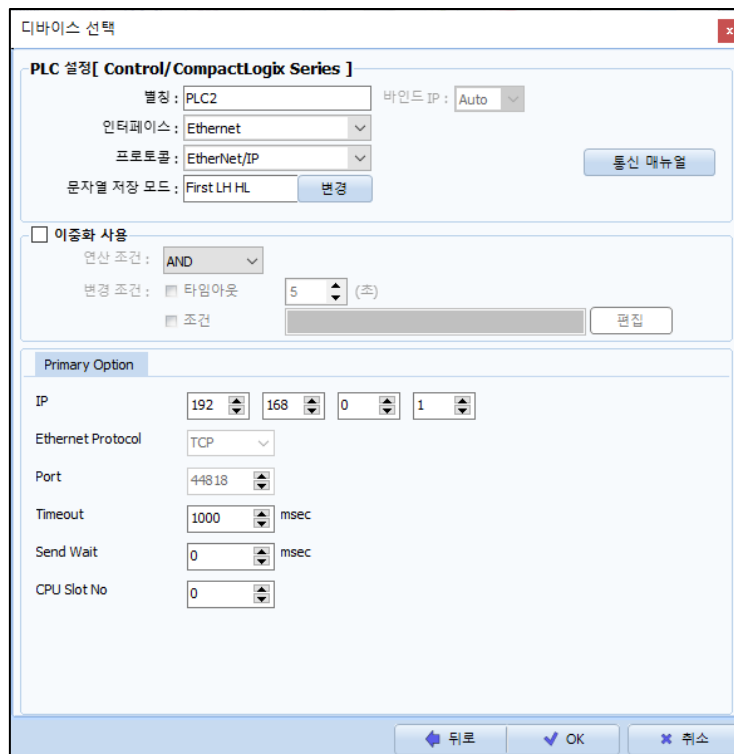 디바이스 선택
x
PLC 설정[ Control/CompactLogix Series ]
별칭 : PLC2 바인드 IP : Auto
인터페이스 : Ethernet
프로토콜 : EtherNet/IP 통신 매뉴얼
문자열 저장 모드 : First LH HL 변경
이중화 사용
연산 조건 : AND
변경 조건 : 타임아웃 5 (초)
조건 편집
Primary Option
IP 192 168 0 1
Ethernet Protocol TCP
Port 44818
Timeout 1000 msec
Send Wait 0 msec
CPU Slot No 0
뒤로 OK 취소